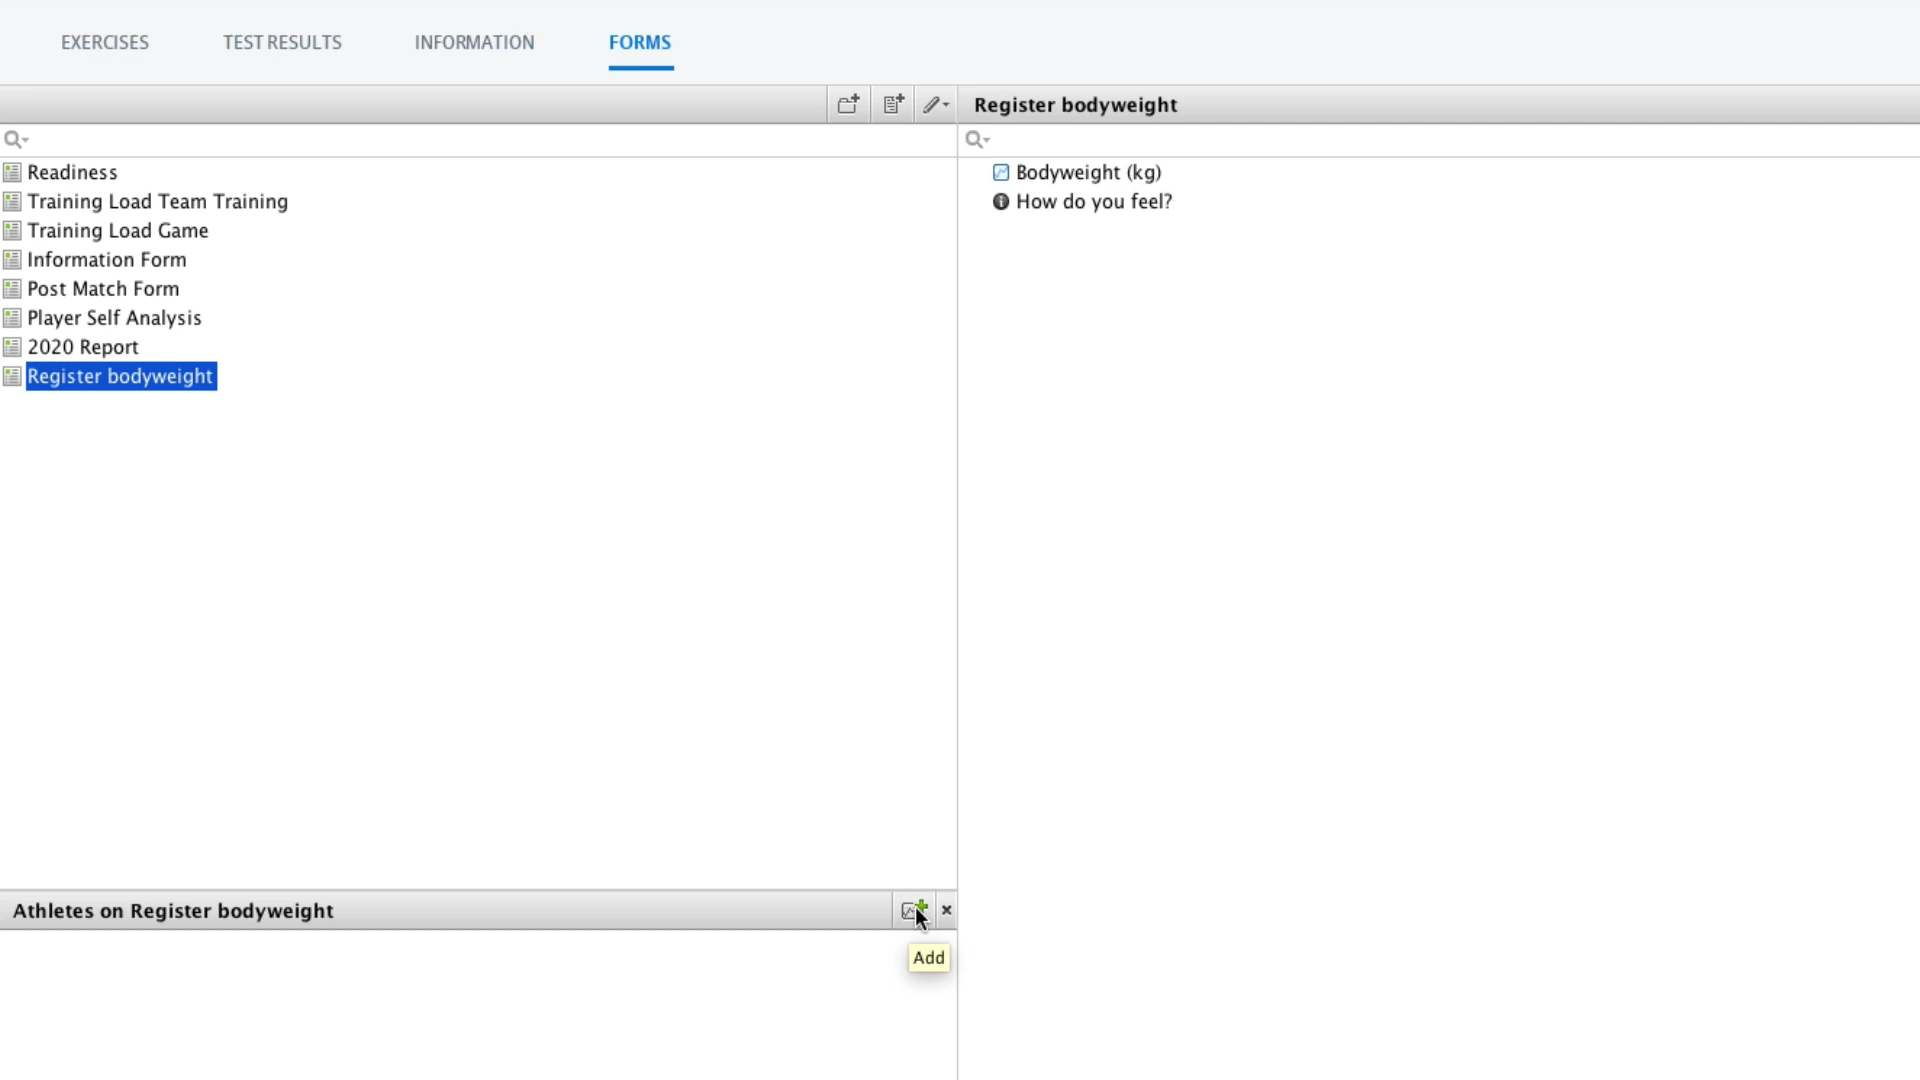 EXERCISES TEST RESULTS INFORMATION FORMS
Register bodyweight
Readiness
Training Load Team Training
Training Load Game
Information Form
Post Match Form
Player Self Analysis
2020 Report
Register bodyweight
Bodyweight (kg)
How do you feel?
Athletes on Register bodyweight
Add